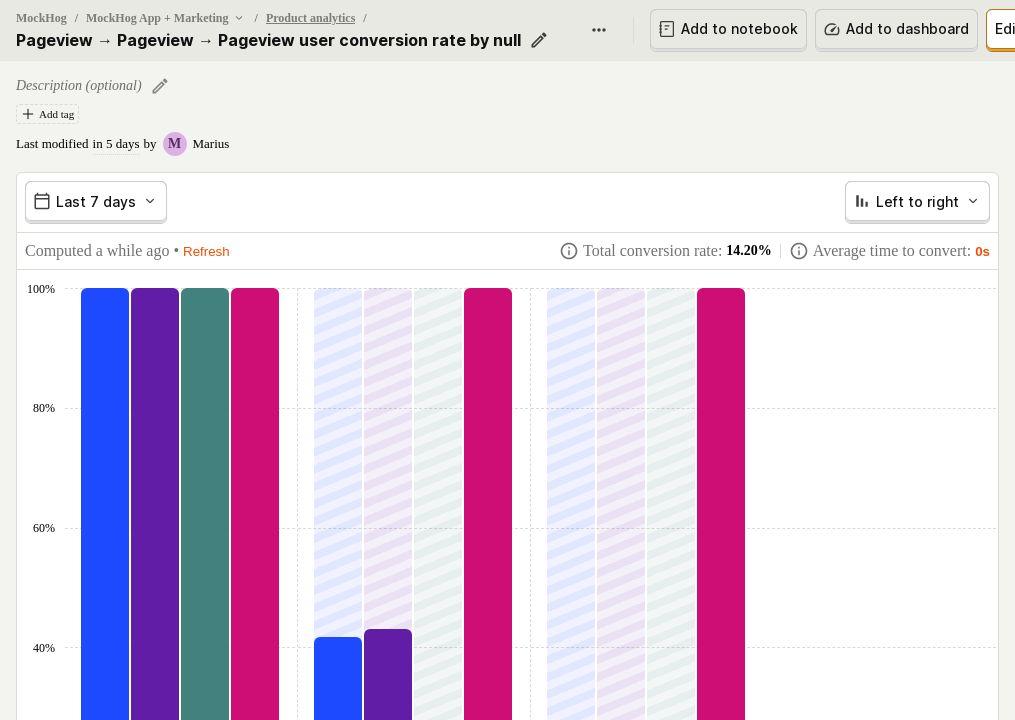 MockHog / MockHog App + Marketing / Product analytics /
Pageview → Pageview → Pageview user conversion rate by null
Add to notebook
Add to dashboard
Edi
Description (optional)
Add tag
Last modified in 5 days by M Marius
Last 7 days
Left to right
Computed a while ago • Refresh
Total conversion rate: 14.20%
Average time to convert: 0s
100%
80%
60%
40%